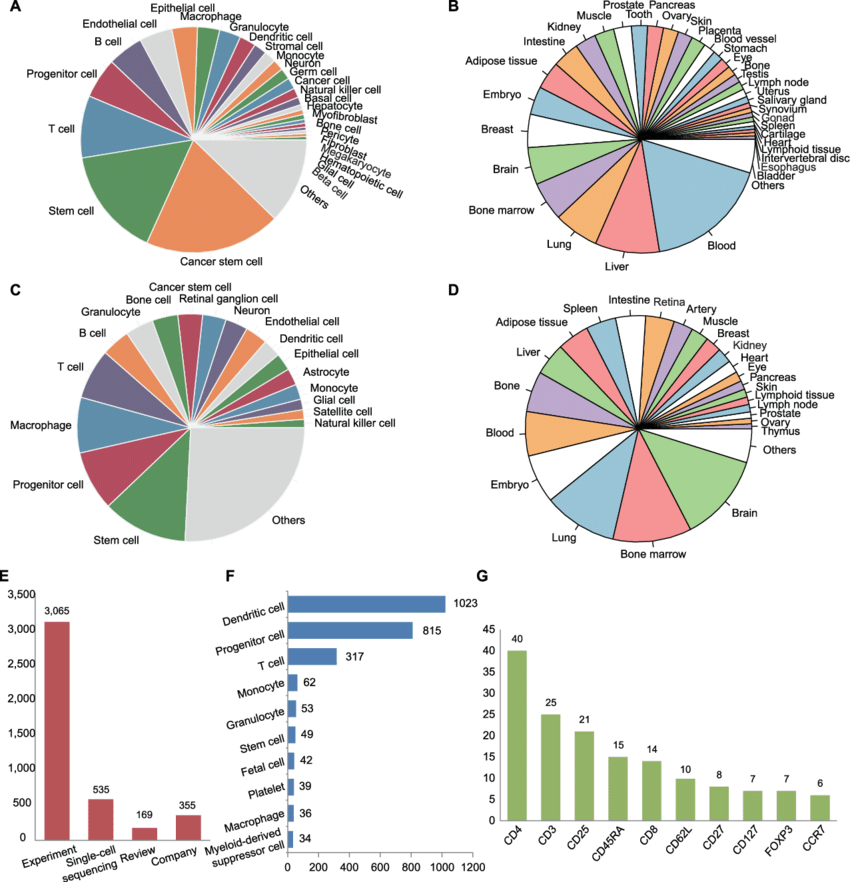 A
Epithelial cell
Macrophage
Endothelial cell
Granulocyte
Dendritic cell
B cell
Stromal cell
Monocyte
Neuron
Progenitor cell
Germ cell
Cancer cell
Natural killer cell
Basal cell
Hepatocyte
Myofibroblast
T cell
Bone cell
Pericyte
Fibroblast
Megakaryocyte
Hematopoietic cell
Glial cell
Beta cell
Others
Stem cell
Cancer stem cell
B
Prostate
Pancreas
Tooth
Ovary
Muscle
Skin
Kidney
Placenta
Blood vessel
Intestine
Stomach
Eye
Adipose tissue
Bone
Testis
Lymph node
Embryo
Uterus
Salivary gland
Synovium
Gonad
Breast
Spleen
Cartilage
Heart
Lymphoid tissue
Intervertebral disc
Brain
Esophagus
Bladder
Others
Bone marrow
Lung
Blood
Liver
C
Cancer stem cell
Bone cell
Retinal ganglion cell
Granulocyte
Neuron
B cell
Endothelial cell
Dendritic cell
T cell
Epithelial cell
Astrocyte
Monocyte
Glial cell
Macrophage
Satellite cell
Natural killer cell
Progenitor cell
Others
Stem cell
D
Intestine
Retina
Spleen
Artery
Adipose tissue
Muscle
Breast
Liver
Kidney
Heart
Eye
Bone
Pancreas
Skin
Lymphoid tissue
Lymph node
Prostate
Blood
Ovary
Thymus
Others
Embryo
Brain
Lung
Bone marrow
E
3,500
3,000
2,500
2,000
1,500
1,000
500
0
3,065
535
169
355
Experiment
Single-cell
sequencing
Review
Company
F
Dendritic cell
1023
Progenitor cell
815
T cell
317
Monocyte
62
Granulocyte
53
Stem cell
49
Fetal cell
42
Platelet
39
Macrophage
36
Myeloid-derived
suppressor cell
34
0 200 400 600 800 1000 1200
G
45
40
35
30
25
20
15
10
5
0
40
25
21
15
14
10
8
7
7
6
CD4
CD3
CD25
CD45RA
CD8
CD62L
CD27
CD127
FOXP3
CCR7